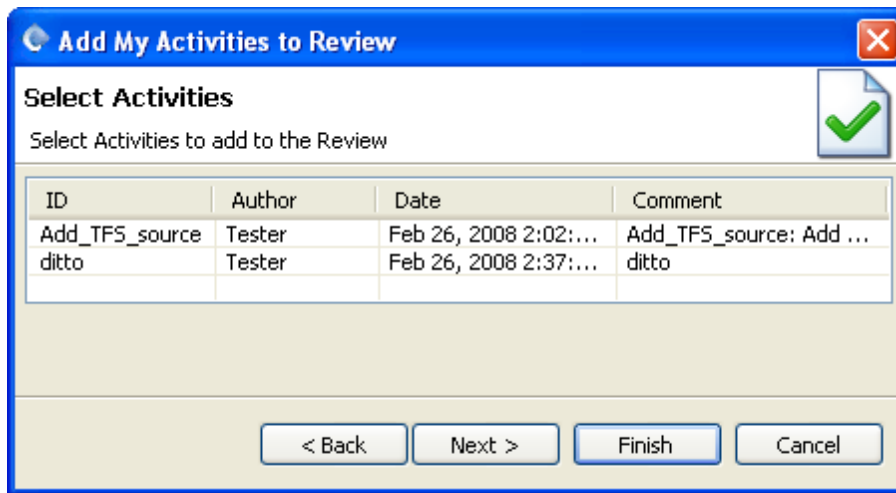 Add My Activities to Review
Select Activities
Select Activities to add to the Review
ID Author Date Comment
Add_TFS_source Tester Feb 26, 2008 2:02:... Add_TFS_source: Add ...
ditto Tester Feb 26, 2008 2:37:... ditto
< Back Next > Finish Cancel